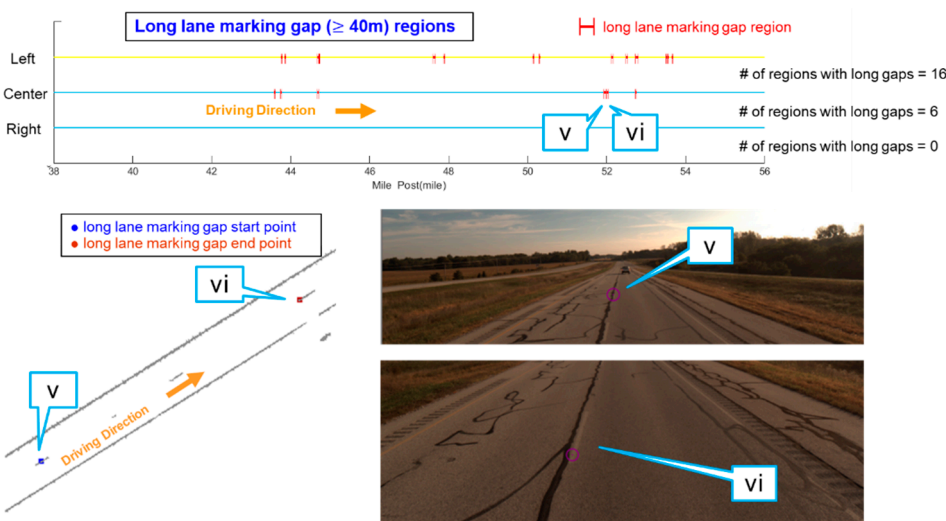 Long lane marking gap (≥ 40m) regions
long lane marking gap region
Left
# of regions with long gaps = 16
Center
Driving Direction
# of regions with long gaps = 6
v
vi
Right
# of regions with long gaps = 0
38 40 42 44 46 48 50 52 54 56
Mile Post(mile)
long lane marking gap start point
long lane marking gap end point
vi
v
Driving Direction
v
vi